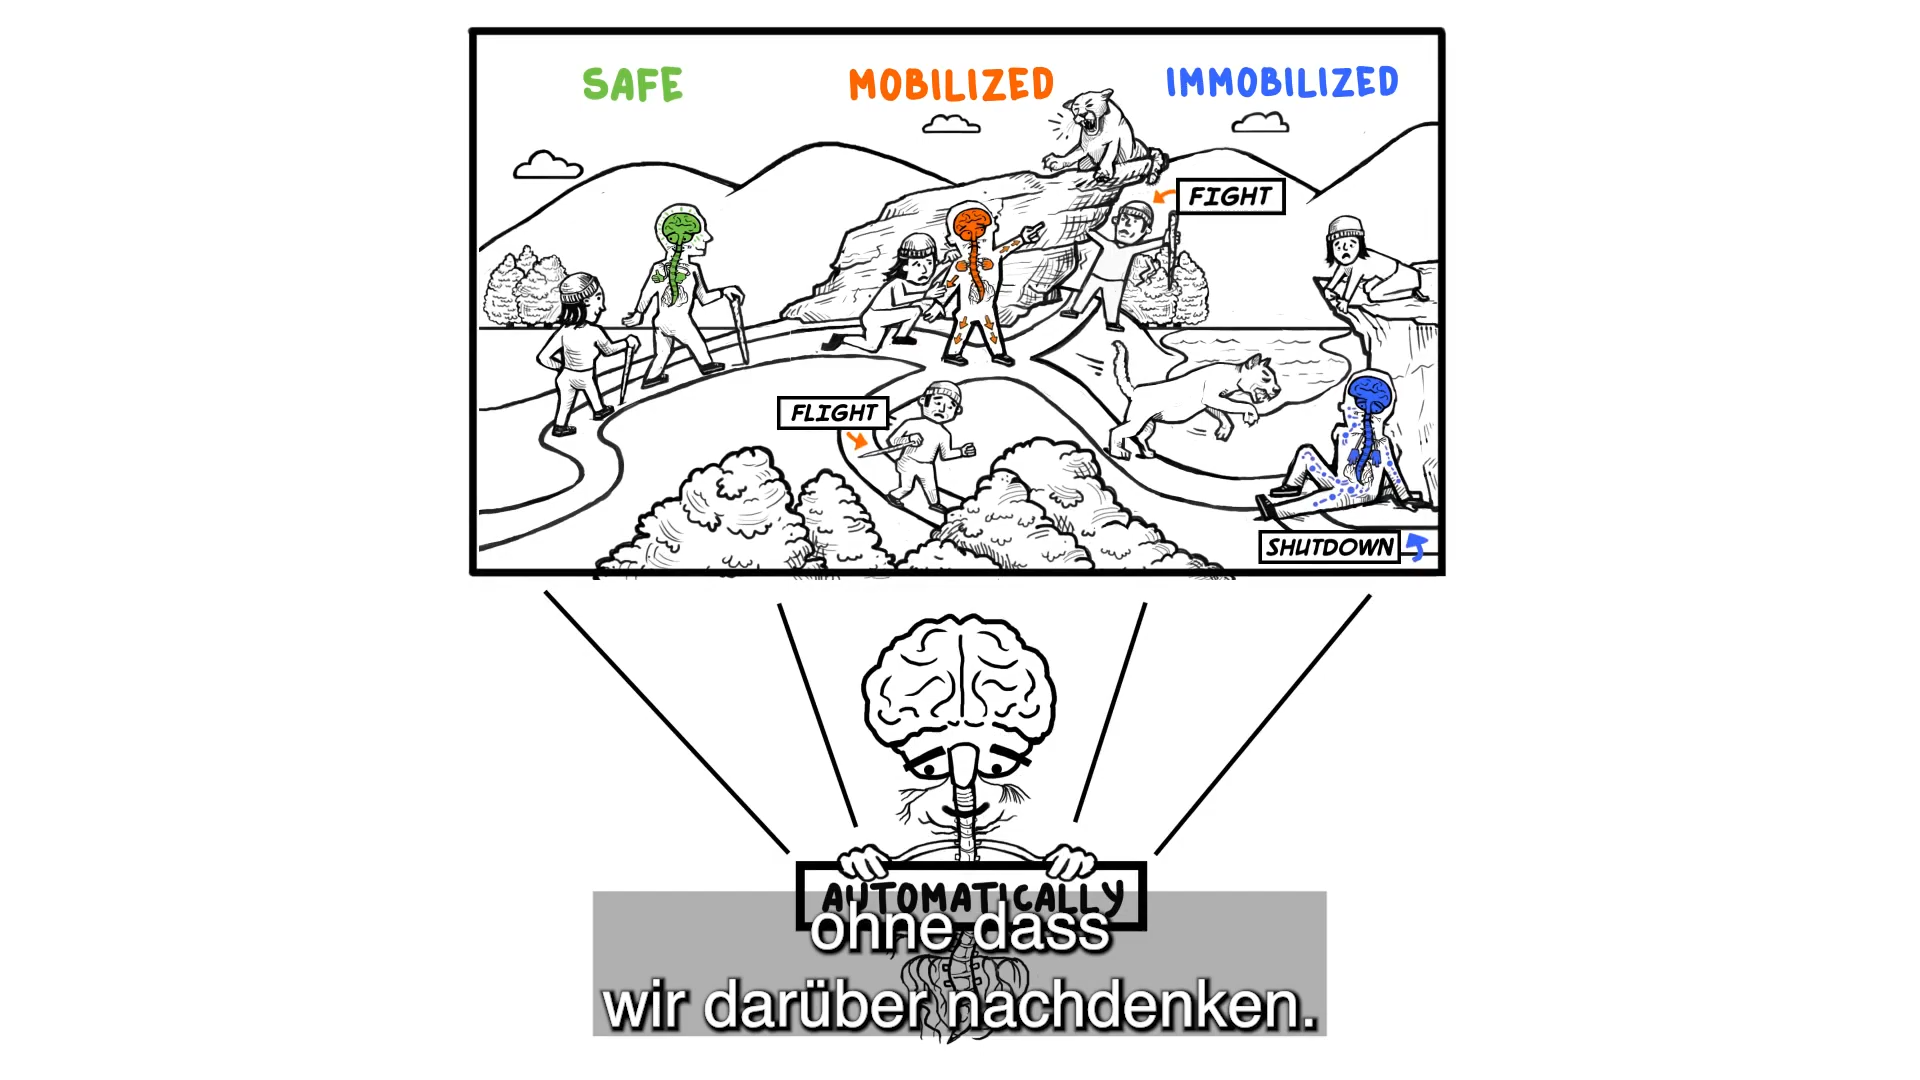 SAFE
MOBILIZED
IMMOBILIZED
FIGHT
FLIGHT
SHUTDOWN
AUTOMATICALLY
ohne dass
wir darüber nachdenken.